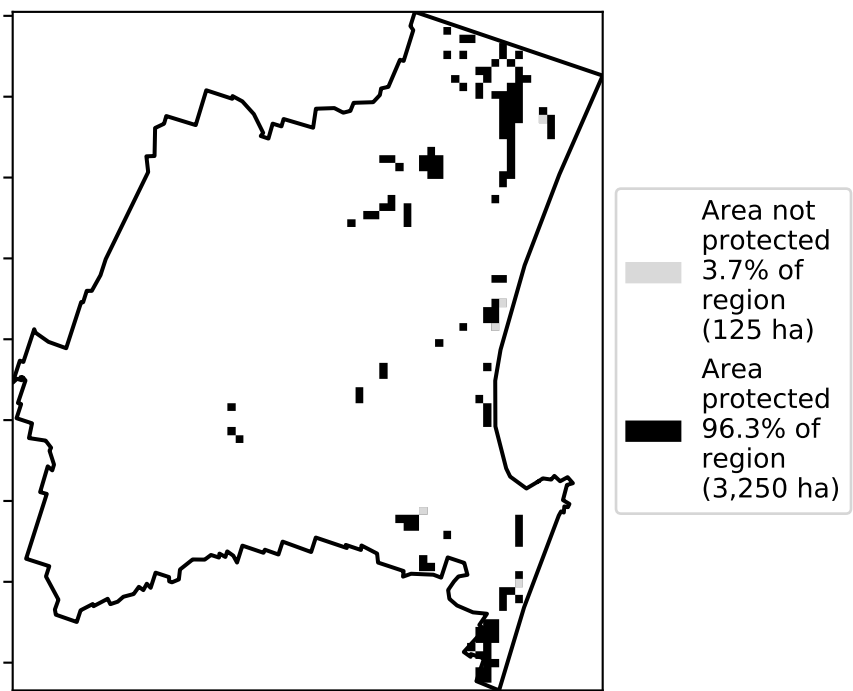 Area not
protected
3.7% of
region
(125 ha)
Area
protected
96.3% of
region
(3,250 ha)